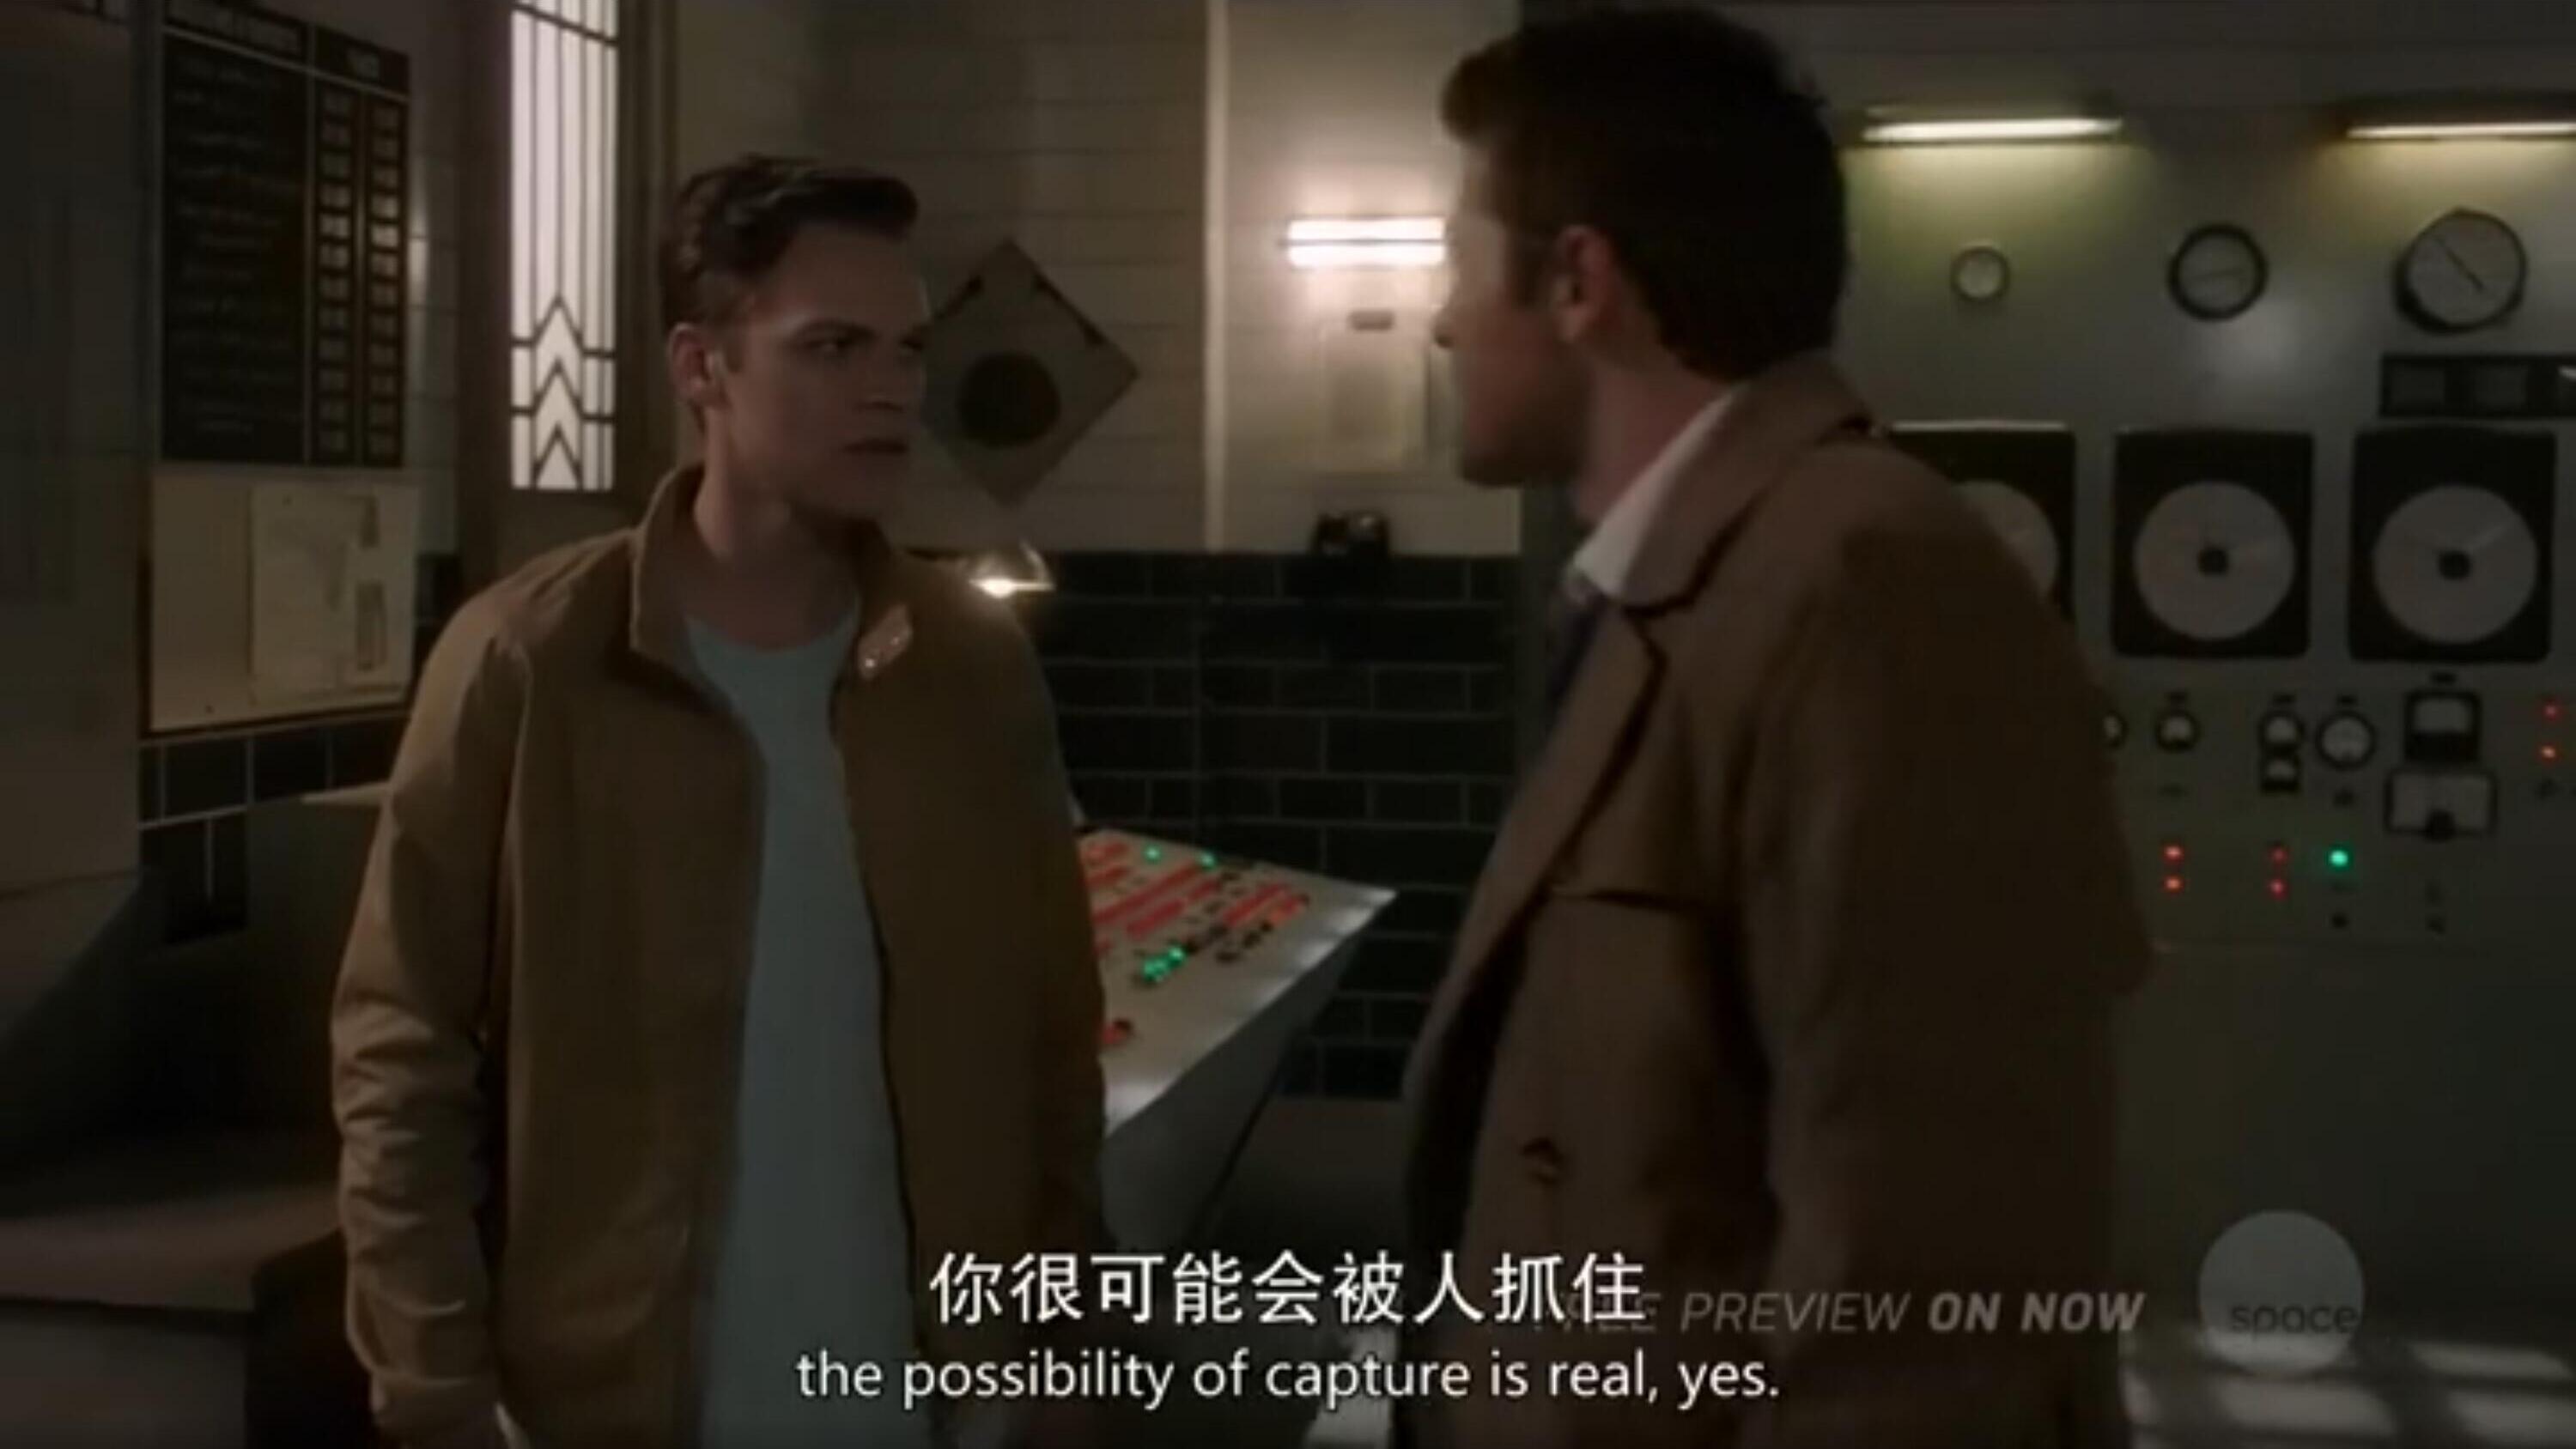 你很可能会被人抓住
PREVIEW ON NOW
space
the possibility of capture is real, yes.